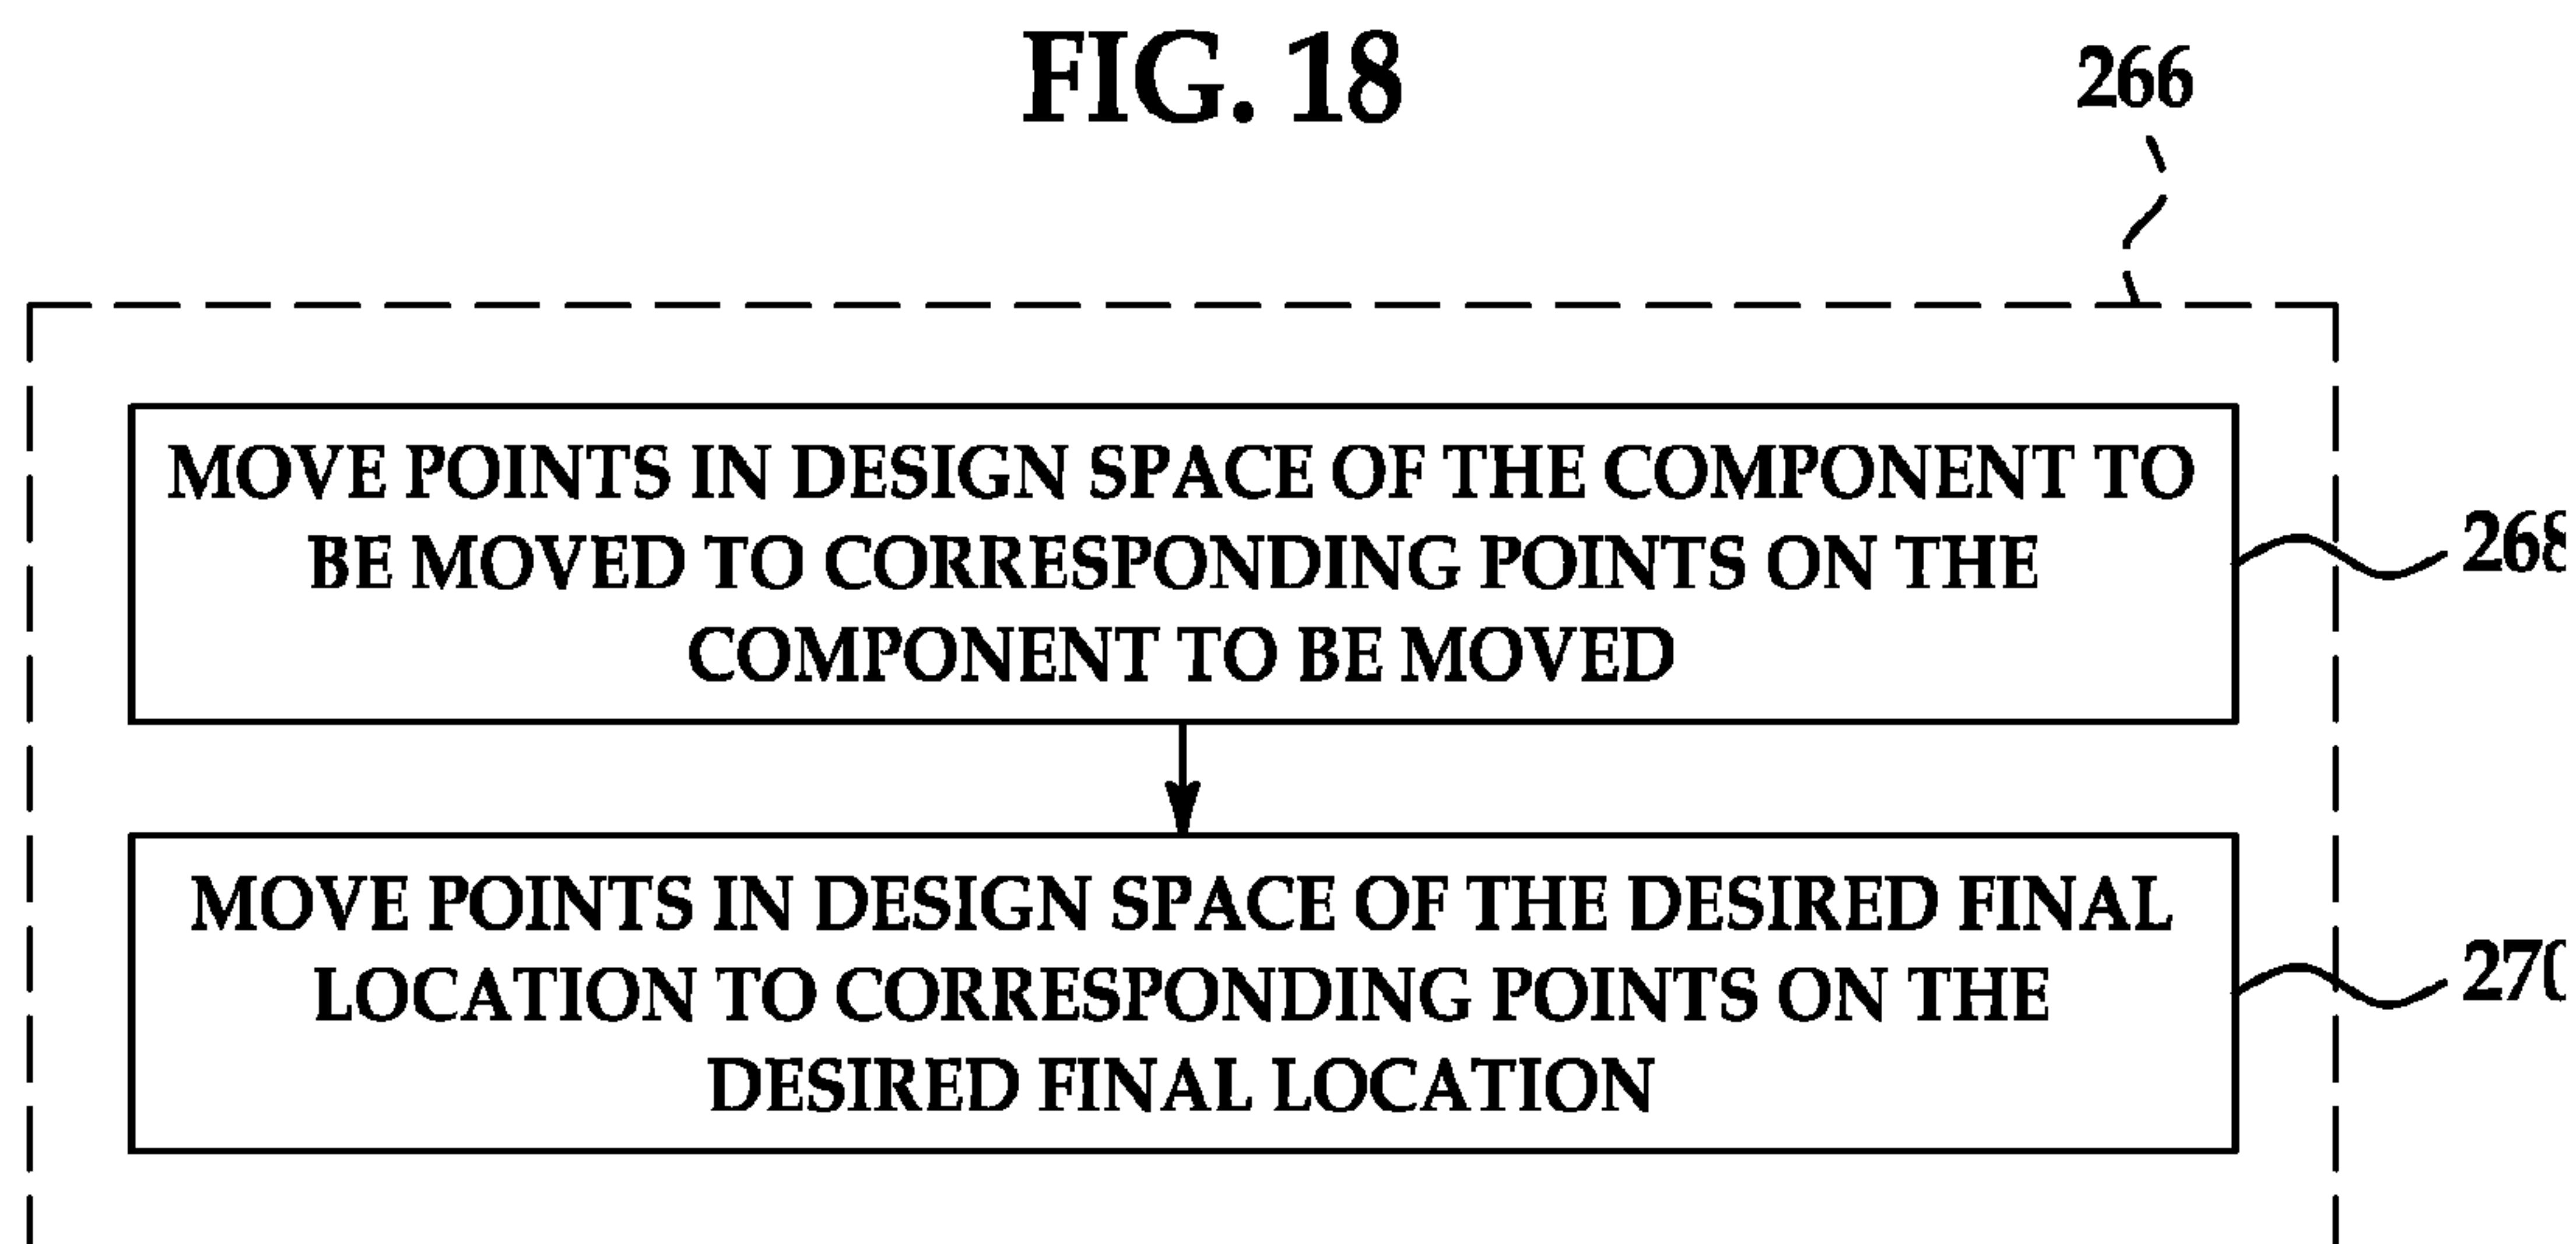 FIG. 18
266
MOVE POINTS IN DESIGN SPACE OF THE COMPONENT TO
BE MOVED TO CORRESPONDING POINTS ON THE
COMPONENT TO BE MOVED
268
MOVE POINTS IN DESIGN SPACE OF THE DESIRED FINAL
LOCATION TO CORRESPONDING POINTS ON THE
DESIRED FINAL LOCATION
270